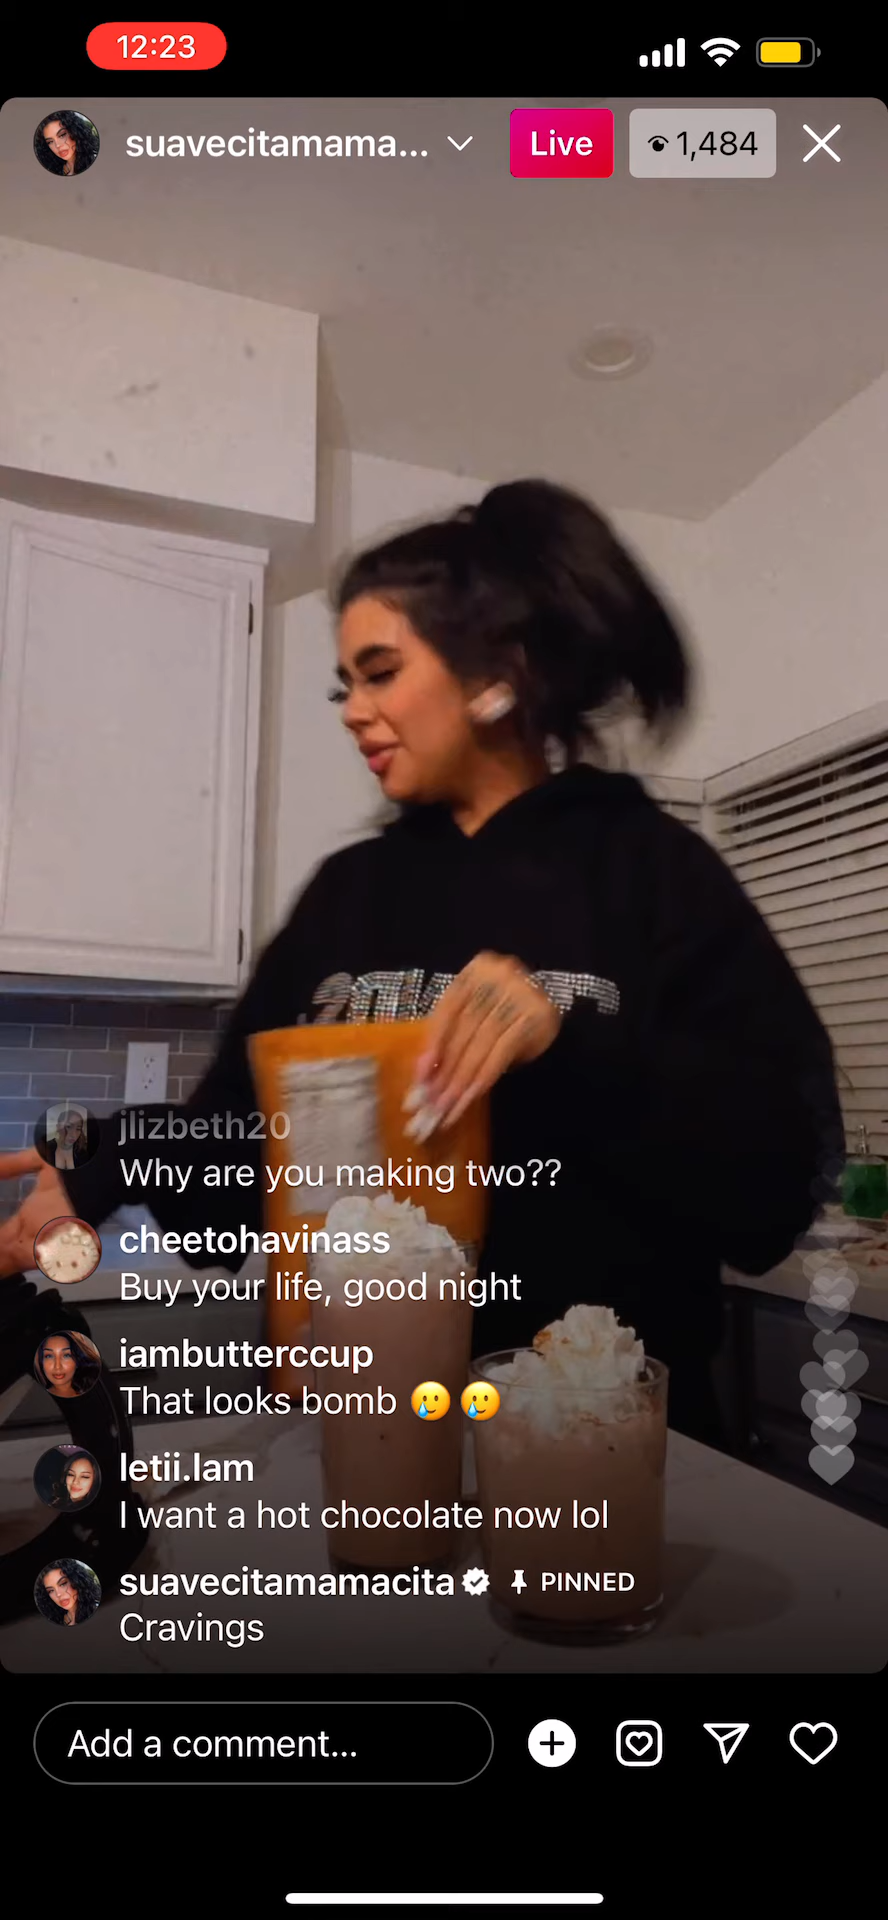 12:23
suavecitamama...
Live
1,484
jlizbeth20
Why are you making two??
cheetohavinass
Buy your life, good night
iambutterccup
That looks bomb 🥲 🥲
letii.lam
I want a hot chocolate now lol
suavecitamamacita PINNED
Cravings
Add a comment...